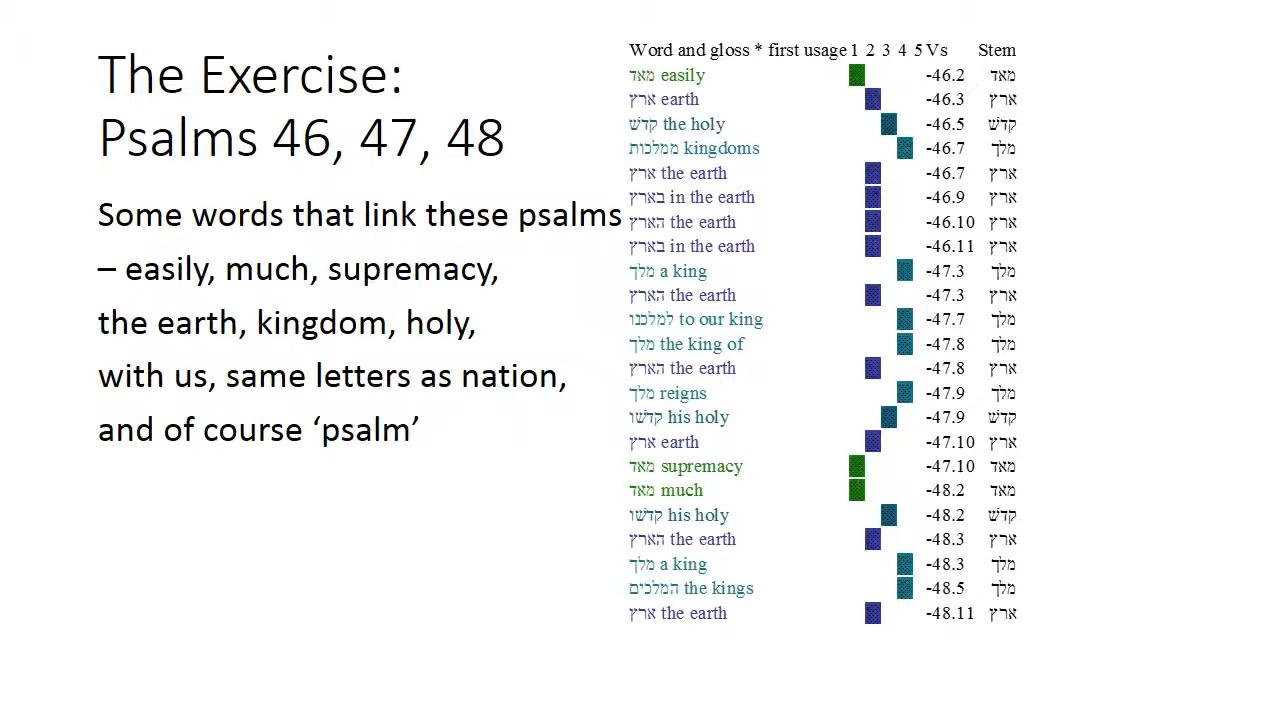 The Exercise:
Psalms 46, 47, 48
Some words that link these psalms
– easily, much, supremacy,
the earth, kingdom, holy,
with us, same letters as nation,
and of course ‘psalm’
Word and gloss * first usage 1 2 3 4 5 Vs Stem
מאד easily -46.2 מאד
ארץ earth -46.3 ארץ
קדשׁ the holy -46.5 קדשׁ
ממלכות kingdoms -46.7 מלך
ארץ the earth -46.7 ארץ
בארץ in the earth -46.9 ארץ
הארץ the earth -46.10 ארץ
בארץ in the earth -46.11 ארץ
מלך a king -47.3 מלך
הארץ the earth -47.3 ארץ
למלכנו to our king -47.7 מלך
מלך the king of -47.8 מלך
הארץ the earth -47.8 ארץ
מלך reigns -47.9 מלך
קדשׁו his holy -47.9 קדשׁ
ארץ earth -47.10 ארץ
מאד supremacy -47.10 מאד
מאד much -48.2 מאד
קדשׁו his holy -48.2 קדשׁ
הארץ the earth -48.3 ארץ
מלך a king -48.3 מלך
המלכים the kings -48.5 מלך
ארץ the earth -48.11 ארץ